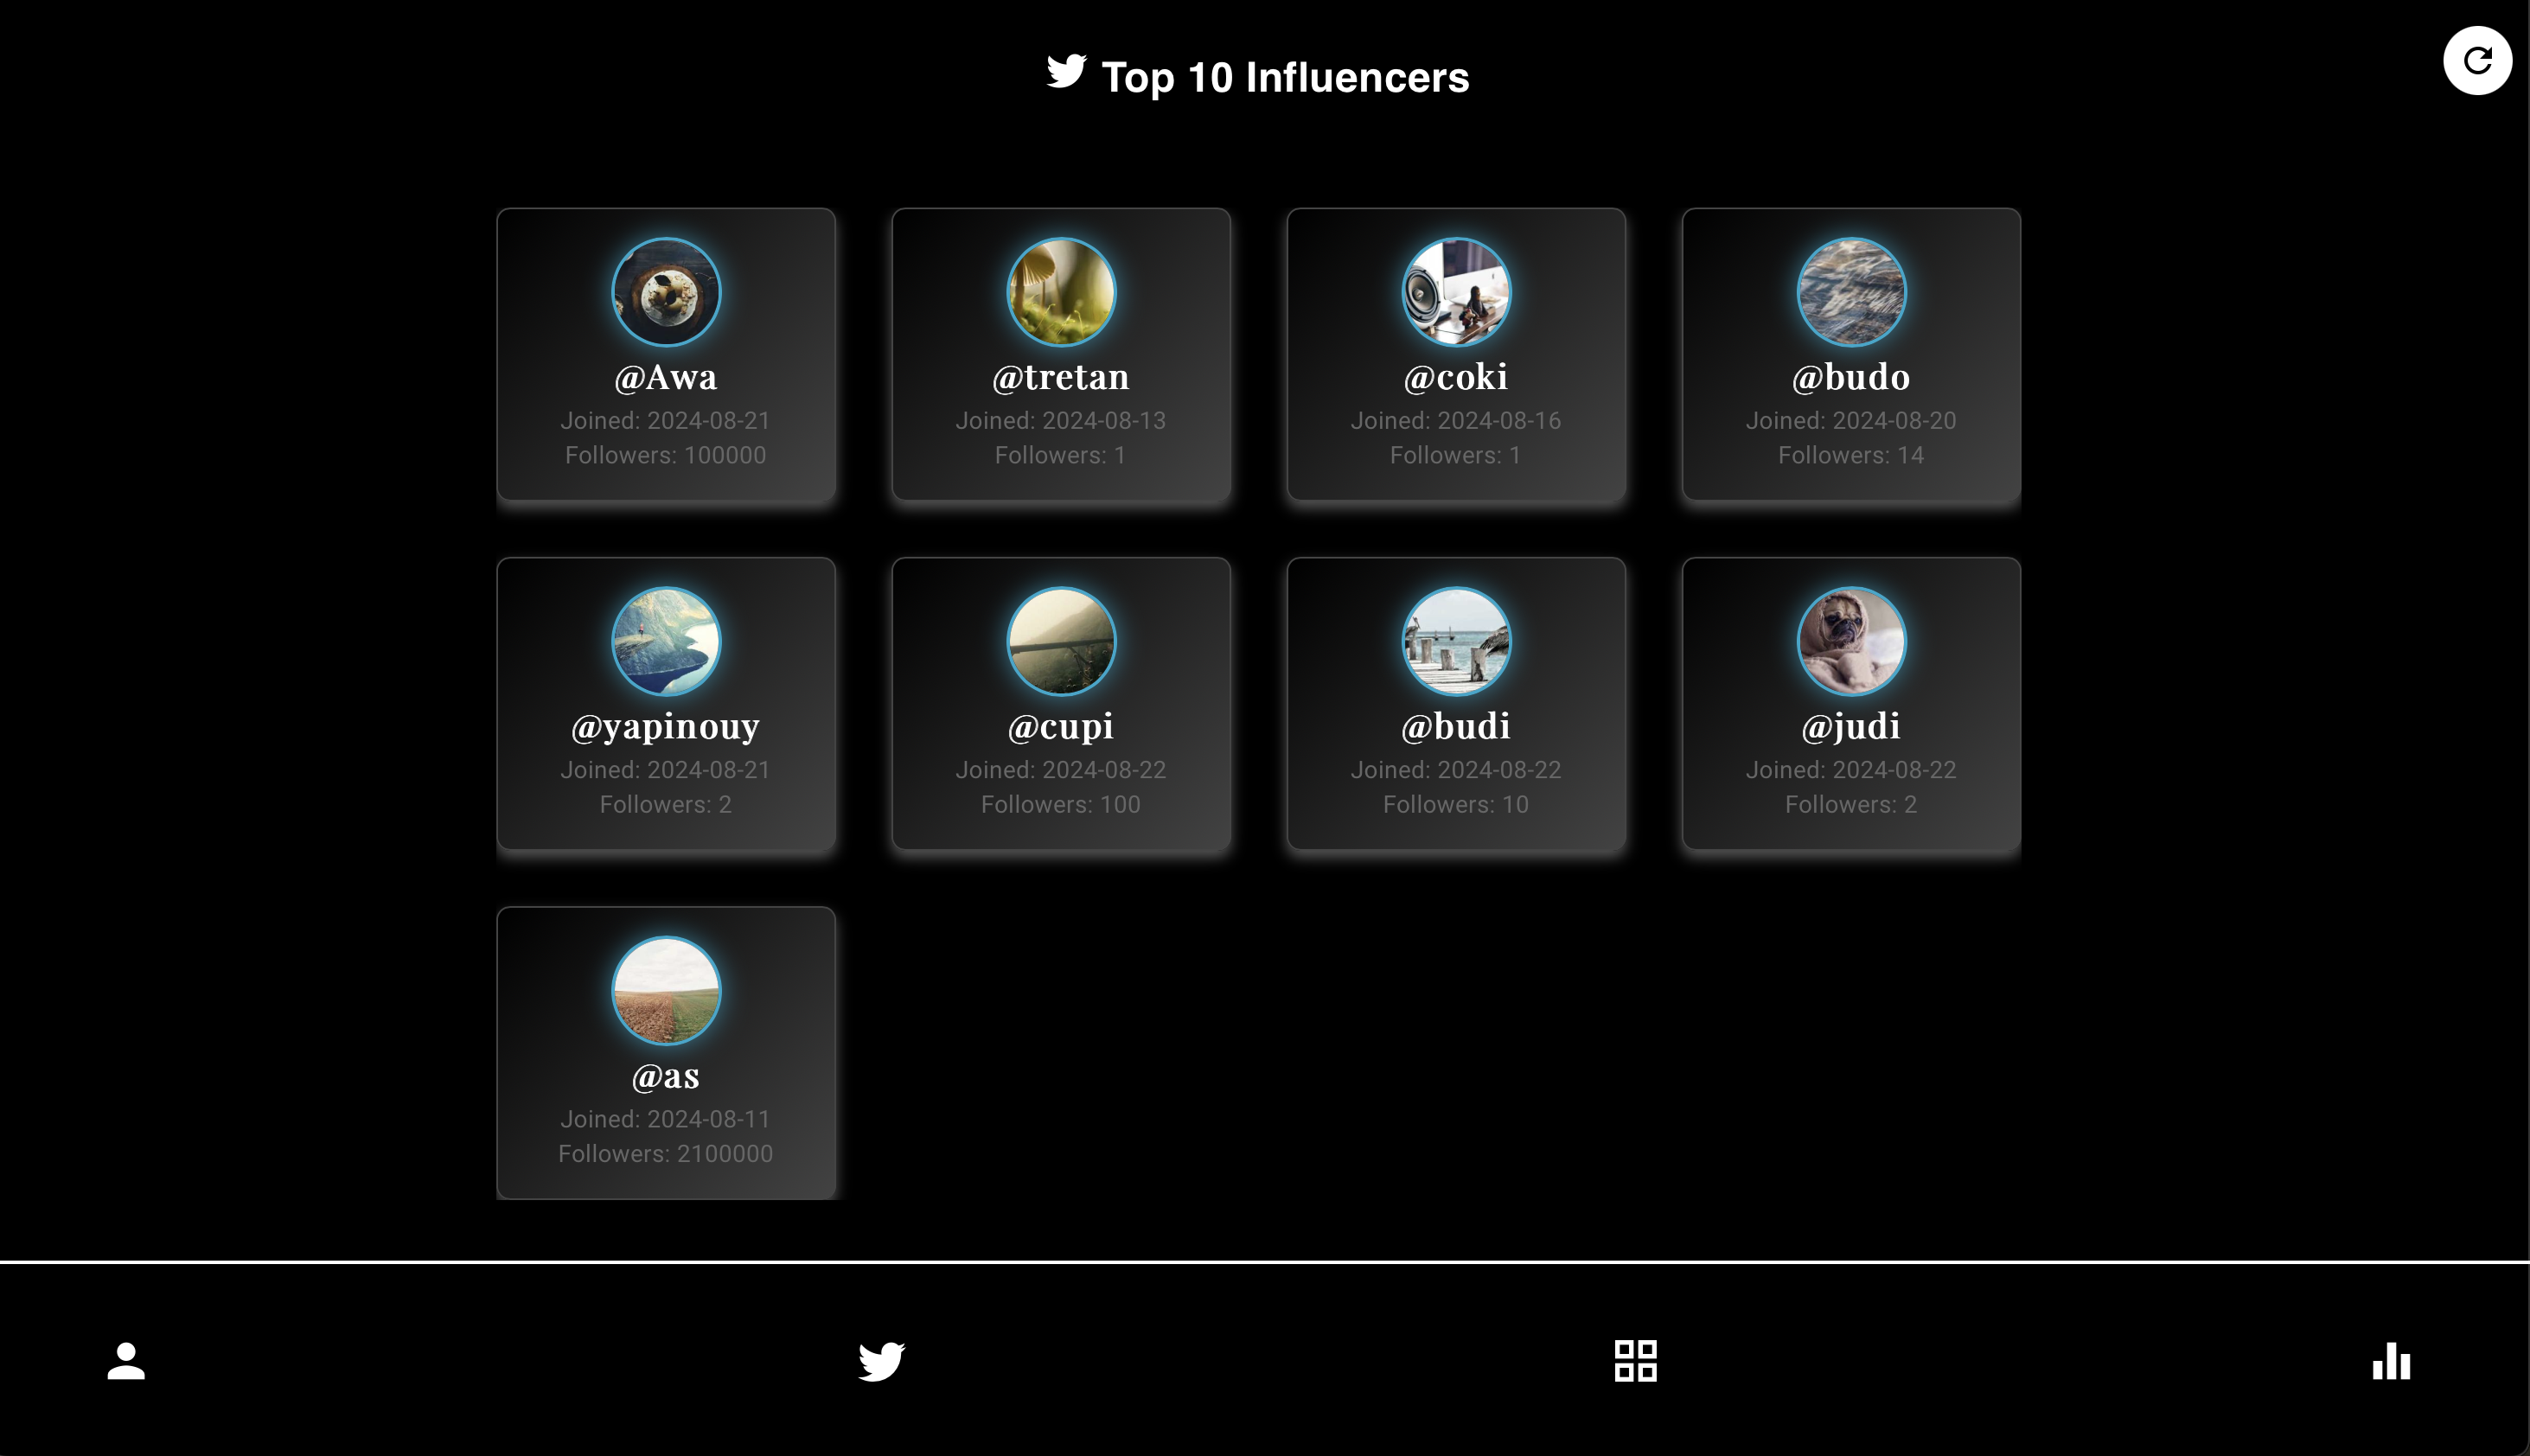 Top 10 Influencers
@Awa
Joined: 2024-08-21
Followers: 100000
@tretan
Joined: 2024-08-13
Followers: 1
@coki
Joined: 2024-08-16
Followers: 1
@budo
Joined: 2024-08-20
Followers: 14
@yapinouy
Joined: 2024-08-21
Followers: 2
@cupi
Joined: 2024-08-22
Followers: 100
@budi
Joined: 2024-08-22
Followers: 10
@judi
Joined: 2024-08-22
Followers: 2
@as
Joined: 2024-08-11
Followers: 2100000